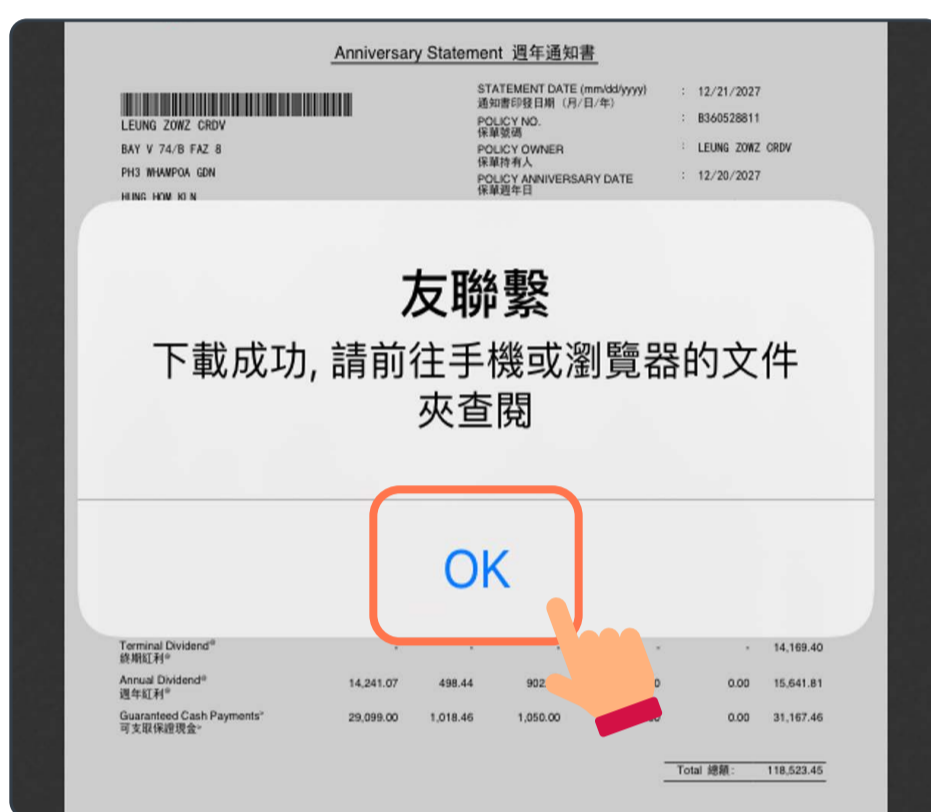 Anniversary Statement 週年通知書
STATEMENT DATE (mm/dd/yyyy) : 12/21/2027
通知書印發日期（月/日/年）
LEUNG ZOWZ CRDV
POLICY NO. : B360528811
保單號碼
BAY V 74/B FAZ 8
POLICY OWNER : LEUNG ZOWZ CRDV
保單持有人
PH3 WHAMPOA GDN
POLICY ANNIVERSARY DATE : 12/20/2027
保單週年日
HUNG HOM KLN
友聯繫
下載成功, 請前往手機或瀏覽器的文件
夾查閱
OK
Terminal Dividend@ - - - - - 14,169.40
終期紅利@
Annual Dividend@ 14,241.07 498.44 902. 0 0.00 15,641.81
週年紅利@
Guaranteed Cash Payments^ 29,099.00 1,018.46 1,050.00 0.00 31,167.46
可支取保證現金^
Total 總額: 118,523.45